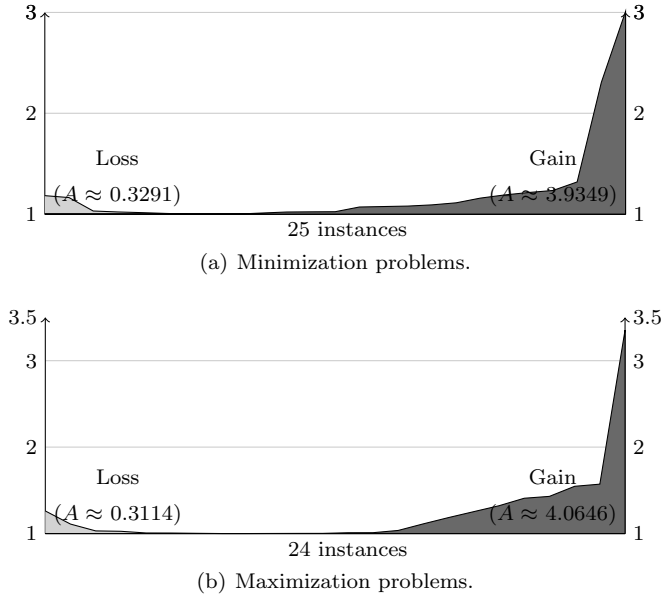 3 3
2 2
Loss Gain
(A ≈ 0.3291) (A ≈ 3.9349)
1 1
25 instances
(a) Minimization problems.
3.5 3.5
3 3
2 2
Loss Gain
(A ≈ 0.3114) (A ≈ 4.0646)
1 1
24 instances
(b) Maximization problems.